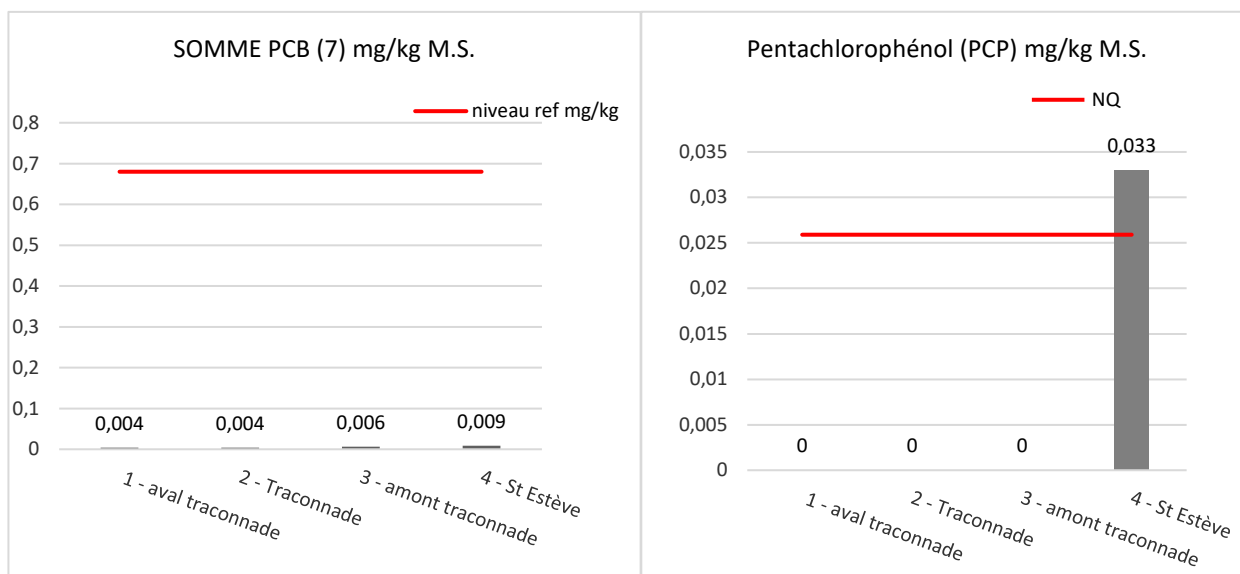 SOMME PCB (7) mg/kg M.S.
niveau ref mg/kg
0,8
0,7
0,6
0,5
0,4
0,3
0,2
0,1
0
0,004
0,004
0,006
0,009
1 - aval traconnade
2 - Traconnade
3 - amont traconnade
4 - St Estève
Pentachlorophénol (PCP) mg/kg M.S.
NQ
0,035
0,03
0,025
0,02
0,015
0,01
0,005
0
0
0
0
0,033
1 - aval traconnade
2 - Traconnade
3 - amont traconnade
4 - St Estève